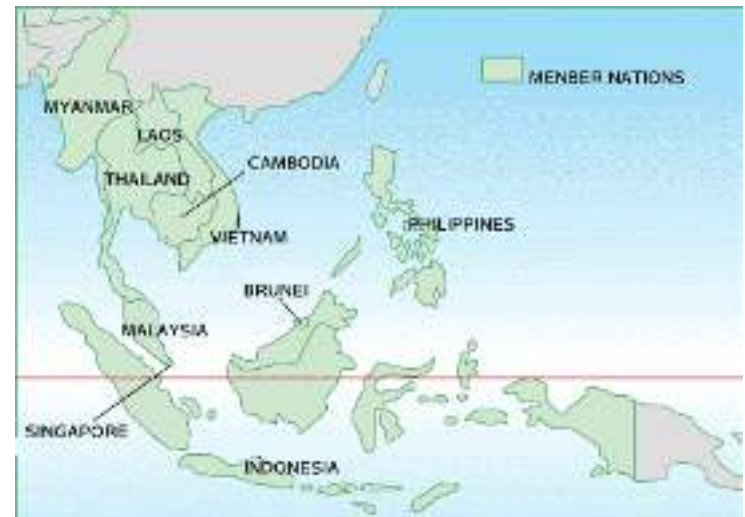 MENBER NATIONS
MYANMAR
LAOS
CAMBODIA
THAILAND
PHILIPPINES
VIETNAM
BRUNEI
MALAYSIA
SINGAPORE
INDONESIA